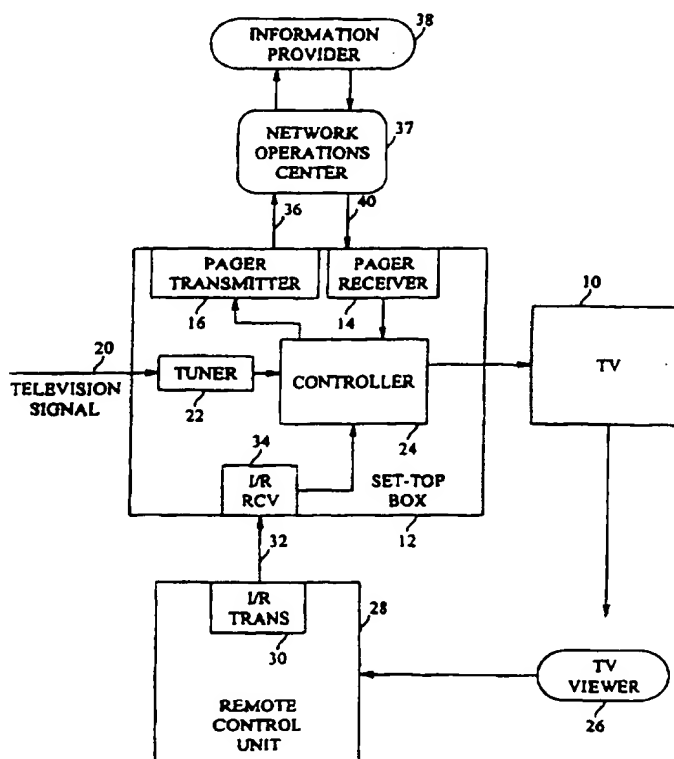 INFORMATION
PROVIDER
38
NETWORK
OPERATIONS
CENTER
37
36
40
PAGER
TRANSMITTER
16
PAGER
RECEIVER
14
10
TV
20
TELEVISION
SIGNAL
TUNER
22
CONTROLLER
24
34
I/R
RCV
SET-TOP
BOX
12
32
I/R
TRANS
30
28
REMOTE
CONTROL
UNIT
TV
VIEWER
26